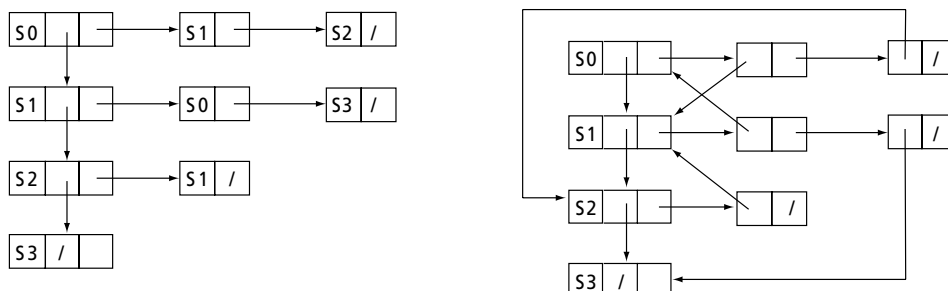 S0 S1 S2 /
S1 S0 S3 /
S2 S1 /
S3 /
S0 /
S1 /
S2 /
S3 /